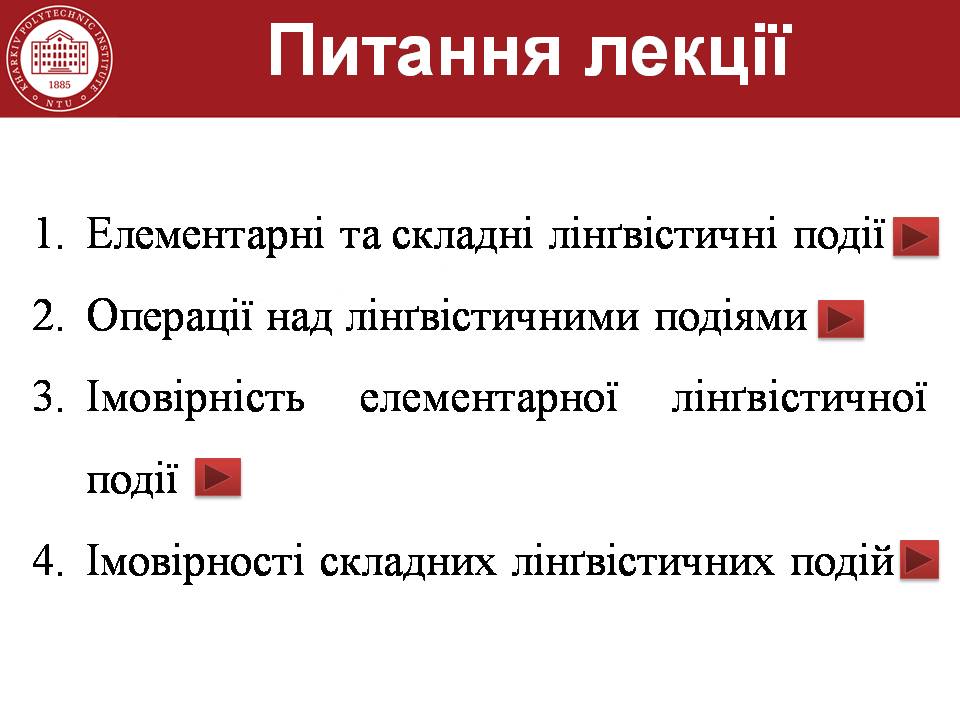 KHARKIV POLYTECHNIC INSTITUTE
1885
NTU
Питання лекції
1. Елементарні та складні лінґвістичні події
2. Операції над лінґвістичними подіями
3. Імовірність елементарної лінґвістичної
події
4. Імовірності складних лінґвістичних подій